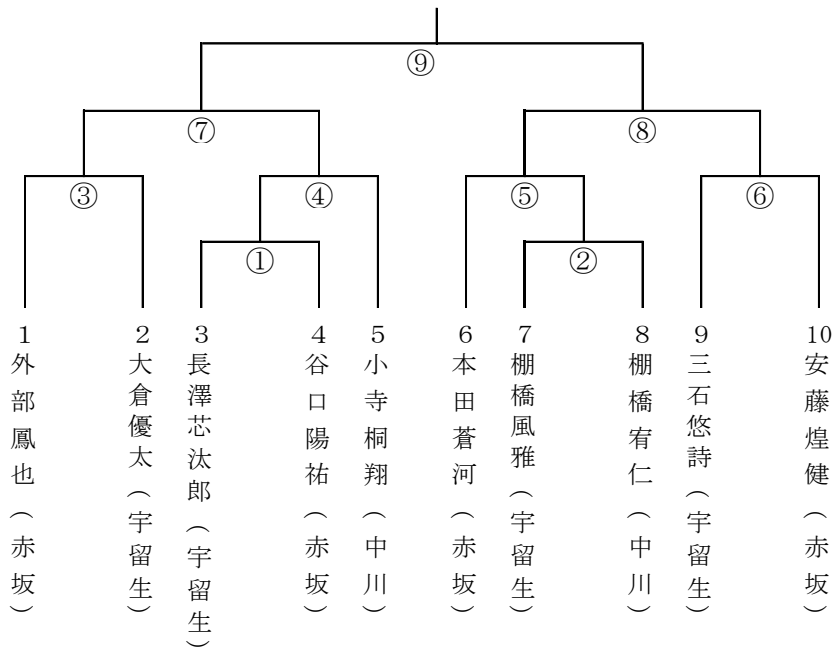 ⑨
⑦
⑧
③
④
⑤
⑥
①
②
1 外部鳳也(赤坂)
2 大倉優太(宇留生)
3 長澤芯汰郎(宇留生)
4 谷口陽祐(赤坂)
5 小寺桐翔(中川)
6 本田蒼河(赤坂)
7 棚橋風雅(宇留生)
8 棚橋宥仁(中川)
9 三石悠詩(宇留生)
10 安藤煌健(赤坂)